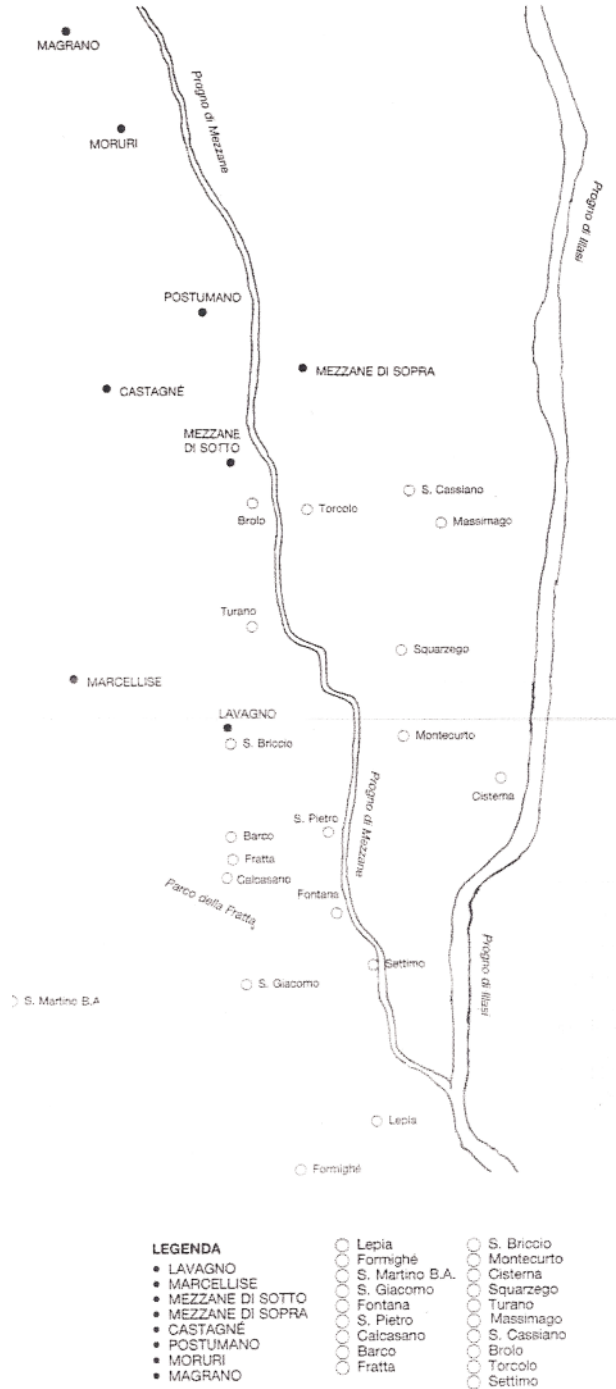 MAGRANO
Progno di Mezzane
MORURI
Progno di Illasi
POSTUMANO
MEZZANE DI SOPRA
CASTAGNÉ
MEZZANE
DI SOTTO
S. Cassiano
Brolo
Torcolo
Massimago
Turano
Squarzego
MARCELLISE
LAVAGNO
S. Briccio
Montecurto
Cisterna
Progno di Mezzane
S. Pietro
Barco
Fratta
Calcasano
Parco della Fratta
Fontana
Settimo
Progno di Illasi
S. Giacomo
S. Martino B.A
Lepia
Formighé
LEGENDA
LAVAGNO
MARCELLISE
MEZZANE DI SOTTO
MEZZANE DI SOPRA
CASTAGNÉ
POSTUMANO
MORURI
MAGRANO
Lepia
Formighé
S. Martino B.A.
S. Giacomo
Fontana
S. Pietro
Calcasano
Barco
Fratta
S. Briccio
Montecurto
Cisterna
Squarzego
Turano
Massimago
S. Cassiano
Brolo
Torcolo
Settimo